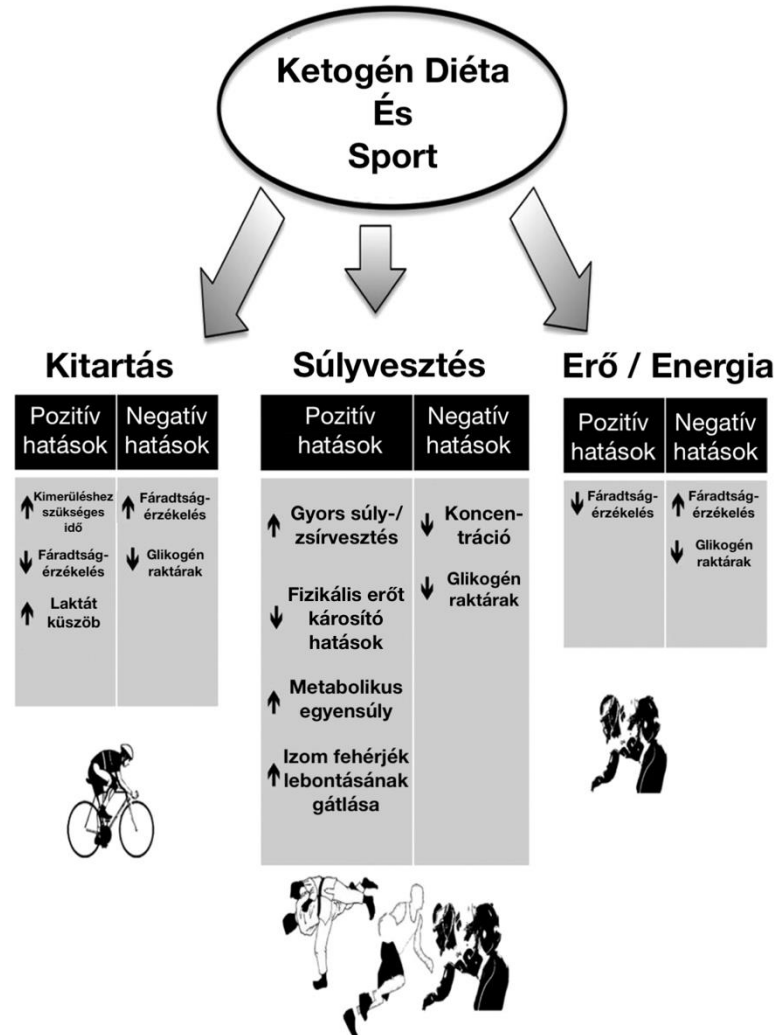 Ketogén Diéta
És
Sport
Kitartás
Pozitív
hatások
Negatív
hatások
↑ Kimerüléshez
szükséges
idő
↓ Fáradtság-
érzékelés
↑ Laktát
küszöb
↑ Fáradtság-
érzékelés
↓ Glikogén
raktárak
Súlyvesztés
Pozitív
hatások
Negatív
hatások
↑ Gyors súly-/
zsírvesztés
↓ Fizikális erőt
károsító
hatások
↑ Metabolikus
egyensúly
↑ Izom fehérjék
lebontásának
gátlása
↓ Koncen-
tráció
↓ Glikogén
raktárak
Erő / Energia
Pozitív
hatások
Negatív
hatások
↓ Fáradtság-
érzékelés
↑ Fáradtság-
érzékelés
↓ Glikogén
raktárak